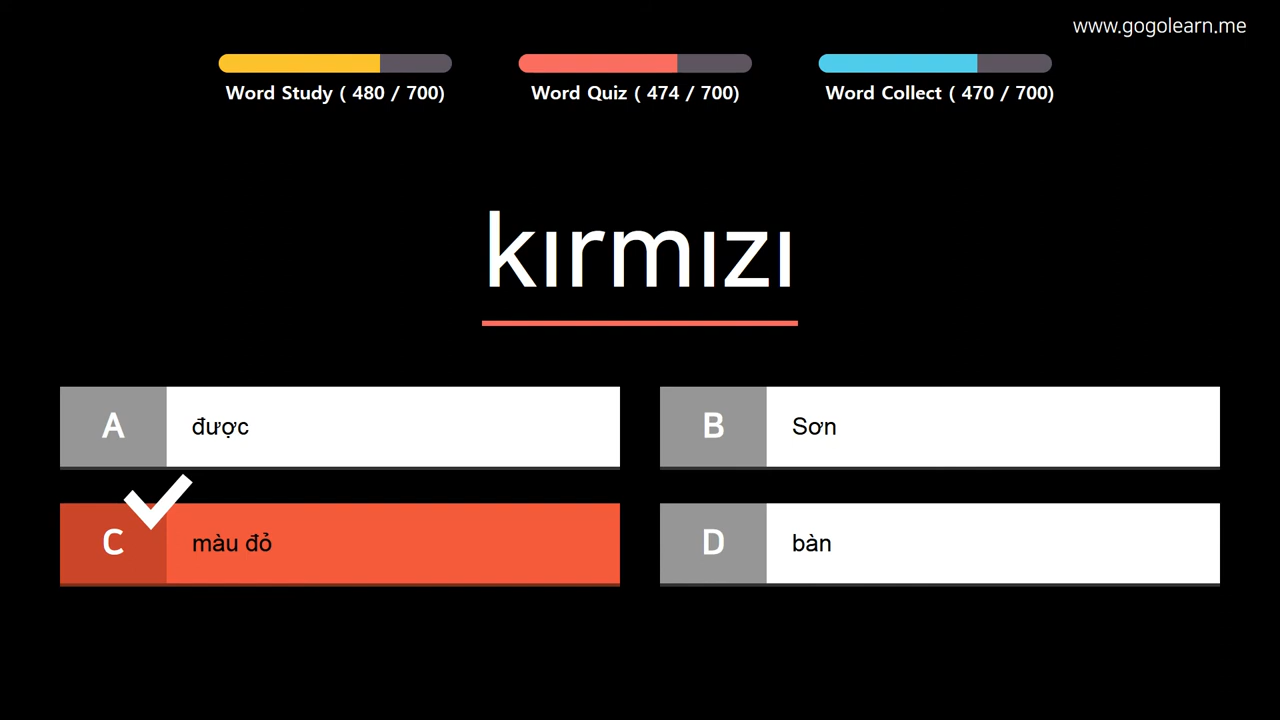 www.gogolearn.me
Word Study ( 480 / 700)
Word Quiz ( 474 / 700)
Word Collect ( 470 / 700)
kırmızı
A
được
B
Sơn
C
màu đỏ
D
bàn